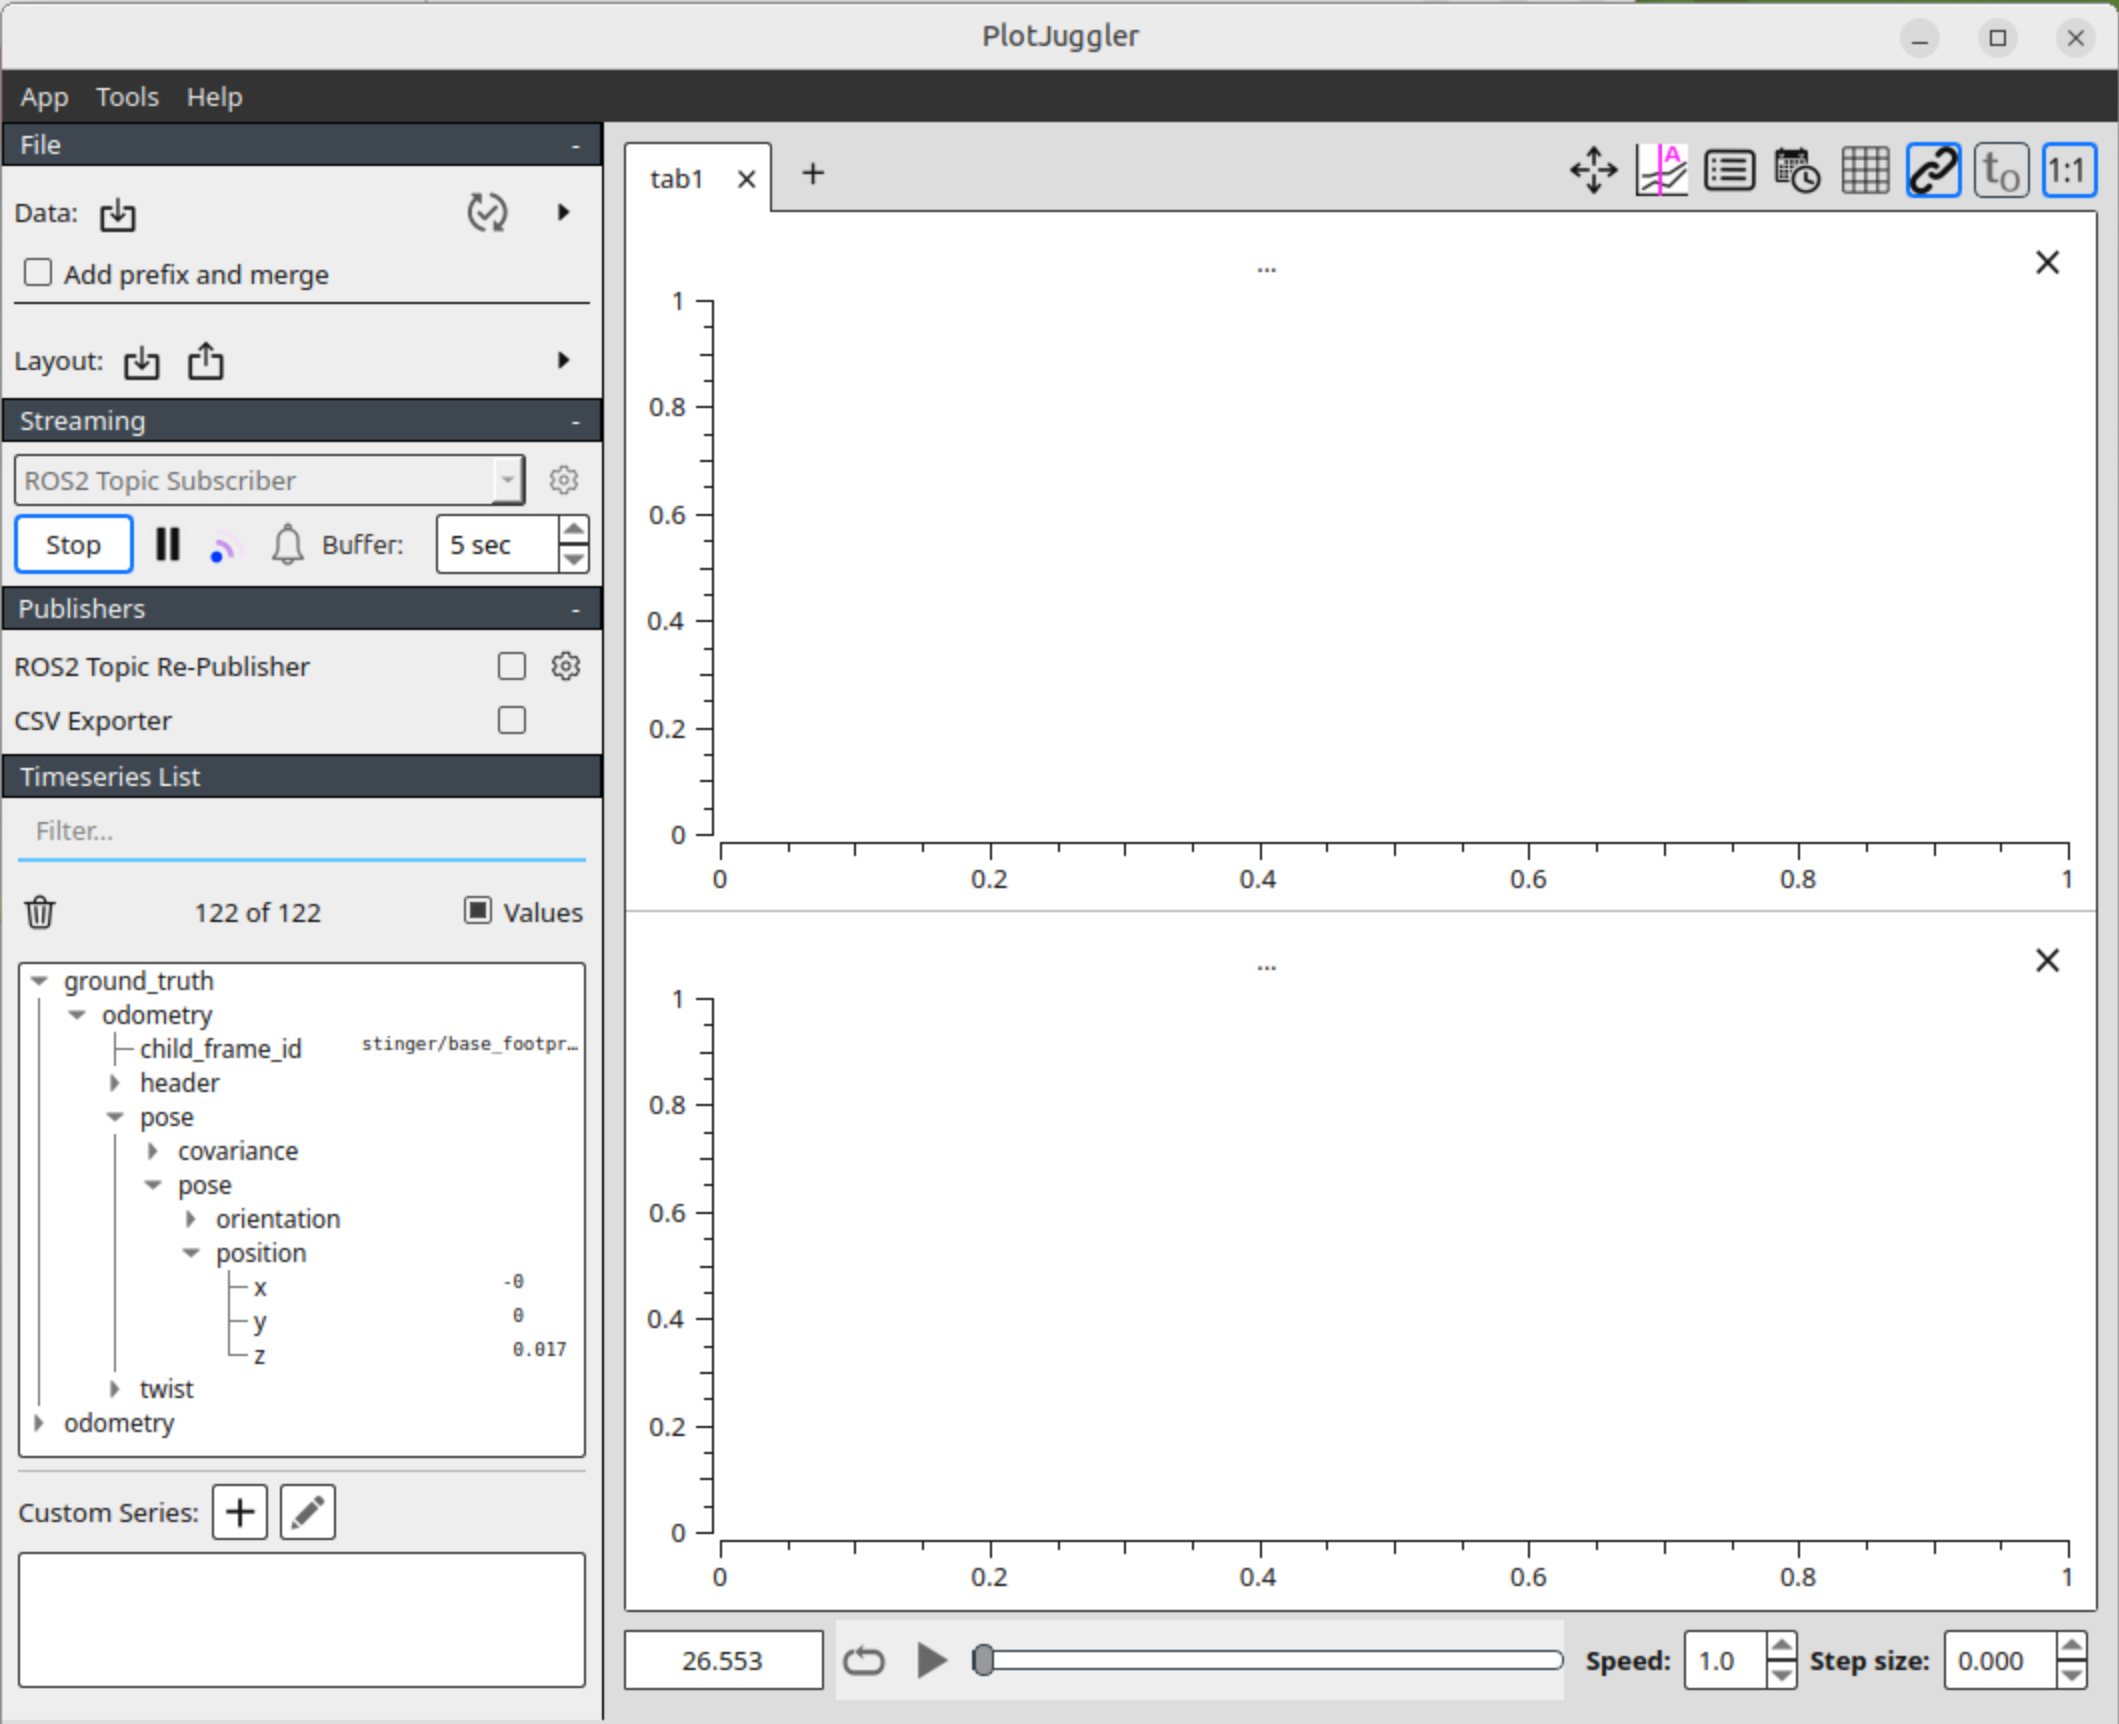 PlotJuggler
App Tools Help
File -
Data:
Add prefix and merge
Layout:
Streaming -
ROS2 Topic Subscriber
Stop Buffer: 5 sec
Publishers -
ROS2 Topic Re-Publisher
CSV Exporter
Timeseries List
Filter...
122 of 122 Values
ground_truth
odometry
child_frame_id stinger/base_footpr…
header
pose
covariance
pose
orientation
position
x -0
y 0
z 0.017
twist
odometry
Custom Series:
tab1
A
t0
1:1
...
1
0.8
0.6
0.4
0.2
0
0 0.2 0.4 0.6 0.8 1
...
1
0.8
0.6
0.4
0.2
0
0 0.2 0.4 0.6 0.8 1
26.553 Speed: 1.0 Step size: 0.000